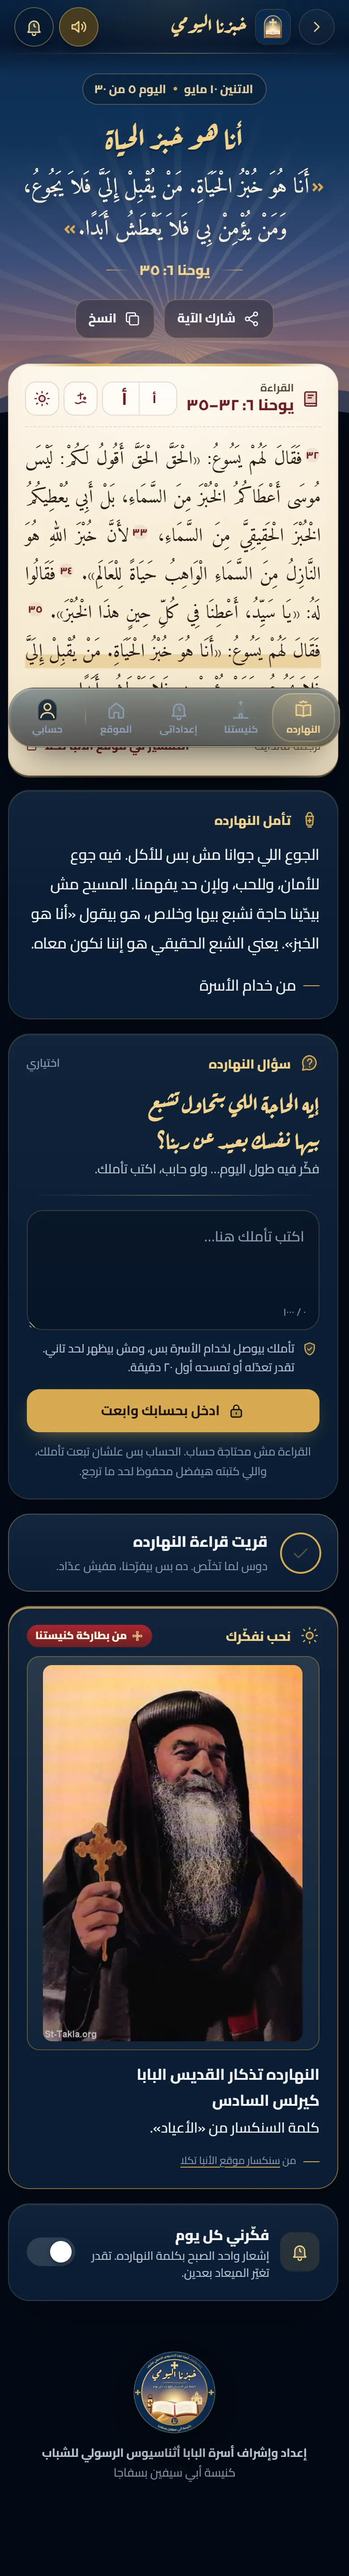 خبزنا اليومي
الاثنين ١٠ مايو • اليوم ٥ من ٣٠
أنا هو خبز الحياة
«أَنَا هُوَ خُبْزُ الْحَيَاةِ. مَنْ يُقْبِلْ إِلَيَّ فَلاَ يَجُوعُ،
وَمَنْ يُؤْمِنْ بِي فَلاَ يَعْطَشُ أَبَدًا.»
يوحنا ٦: ٣٥
شارك الآية
انسخ
القراءة
يوحنا ٦: ٣٢–٣٥
أ
أ
٣٢ فَقَالَ لَهُمْ يَسُوعُ: «الْحَقَّ الْحَقَّ أَقُولُ لَكُمْ: لَيْسَ
مُوسَى أَعْطَاكُمُ الْخُبْزَ مِنَ السَّمَاءِ، بَلْ أَبِي يُعْطِيكُمُ
الْخُبْزَ الْحَقِيقِيَّ مِنَ السَّمَاءِ، ٣٣ لأَنَّ خُبْزَ اللهِ هُوَ
النَّازِلُ مِنَ السَّمَاءِ الْوَاهِبُ حَيَاةً لِلْعَالَمِ». ٣٤ فَقَالُوا
لَهُ: «يَا سَيِّدُ، أَعْطِنَا فِي كُلِّ حِينٍ هذَا الْخُبْزَ». ٣٥
فَقَالَ لَهُمْ يَسُوعُ: «أَنَا هُوَ خُبْزُ الْحَيَاةِ. مَنْ يُقْبِلْ إِلَيَّ
النهارده
كنيستنا
إعداداتي
الموقع
حسابي
تأمل النهارده
الجوع اللي جوانا مش بس للأكل. فيه جوع
للأمان، وللحب، ولإن حد يفهمنا. المسيح مش
بيدّينا حاجة نشبع بيها وخلاص، هو بيقول «أنا هو
الخبز». يعني الشبع الحقيقي هو إننا نكون معاه.
— من خدام الأسرة
سؤال النهارده
اختياري
إيه الحاجة اللي بتحاول تشبع
بيها نفسك بعيد عن ربنا؟
فكّر فيه طول اليوم… ولو حابب، اكتب تأملك.
اكتب تأملك هنا…
٠ / ١٠٠٠
تأملك بيوصل لخدام الأسرة بس، ومش بيظهر لحد تاني.
تقدر تعدّله أو تمسحه أول ٢٠ دقيقة.
ادخل بحسابك وابعت
القراءة مش محتاجة حساب. الحساب بس علشان تبعت تأملك،
واللي كتبته هيفضل محفوظ لحد ما ترجع.
قريت قراءة النهارده
دوس لما تخلّص. ده بس بيفرّحنا، مفيش عدّاد.
نحب نفكّرك
من بطاركة كنيستنا
St-Takla.org
النهارده تذكار القديس البابا
كيرلس السادس
كلمة السنكسار من «الأعياد».
— من سنكسار موقع الأنبا تكلا
فكّرني كل يوم
إشعار واحد الصبح بكلمة النهارده. تقدر
تغيّر الميعاد بعدين.
خبزنا اليومي
إعداد وإشراف أسرة البابا أثناسيوس الرسولي للشباب
كنيسة أبي سيفين بسفاجا